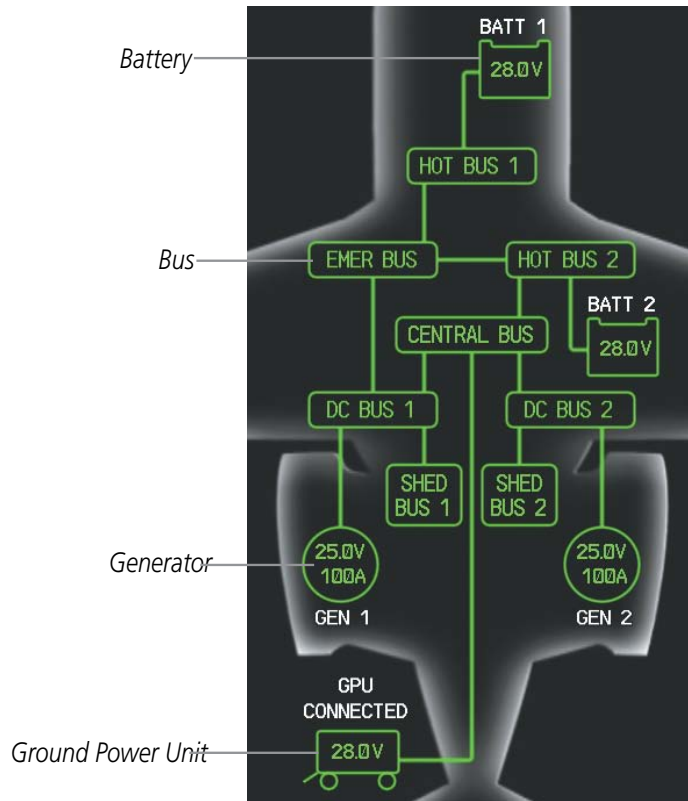 BATT 1
Battery
28.0V
HOT BUS 1
Bus
EMER BUS
HOT BUS 2
BATT 2
CENTRAL BUS
28.0V
DC BUS 1
DC BUS 2
SHED
BUS 1
SHED
BUS 2
Generator
25.0V
100A
25.0V
100A
GEN 1
GEN 2
GPU
CONNECTED
Ground Power Unit
28.0V